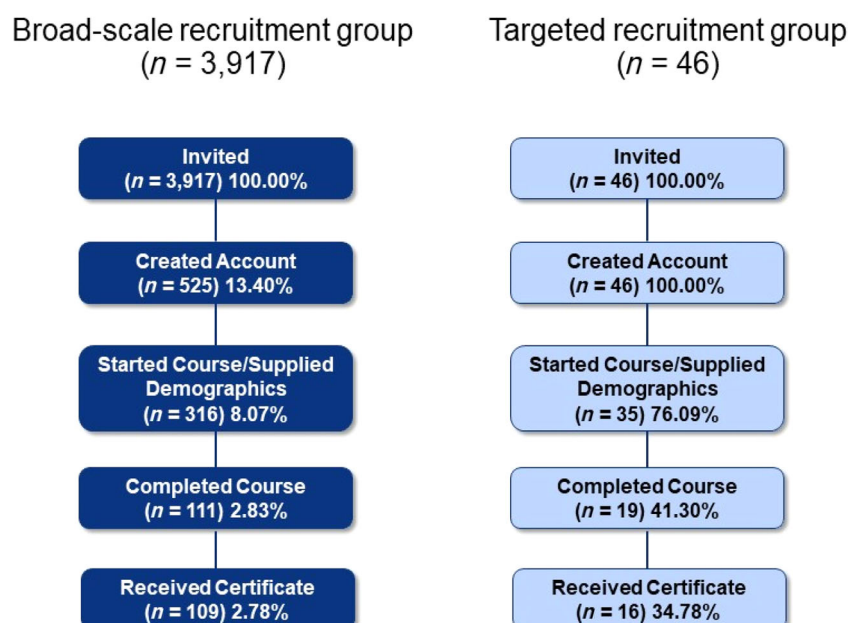 Broad-scale recruitment group
(n = 3,917)
Invited
(n = 3,917) 100.00%
Created Account
(n = 525) 13.40%
Started Course/Supplied
Demographics
(n = 316) 8.07%
Completed Course
(n = 111) 2.83%
Received Certificate
(n = 109) 2.78%
Targeted recruitment group
(n = 46)
Invited
(n = 46) 100.00%
Created Account
(n = 46) 100.00%
Started Course/Supplied
Demographics
(n = 35) 76.09%
Completed Course
(n = 19) 41.30%
Received Certificate
(n = 16) 34.78%